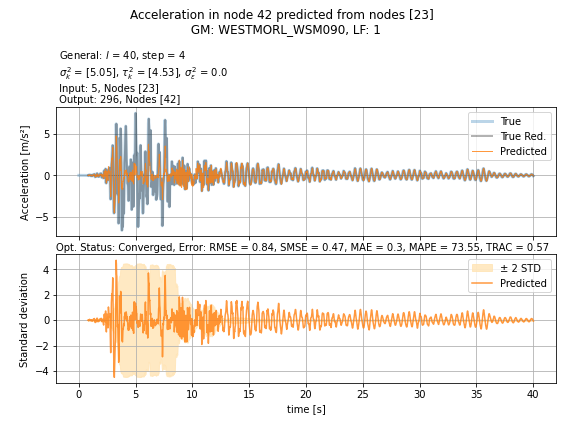 Acceleration in node 42 predicted from nodes [23]
GM: WESTMORL_WSM090, LF: 1
General: l = 40, step = 4
σ²ₖ = [5.05], τ²ₖ = [4.53], σ²ε = 0.0
Input: 5, Nodes [23]
Output: 296, Nodes [42]
Acceleration [m/s²]
5
0
−5
True
True Red.
Predicted
Opt. Status: Converged, Error: RMSE = 0.84, SMSE = 0.47, MAE = 0.3, MAPE = 73.55, TRAC = 0.57
Standard deviation
4
2
0
−2
−4
± 2 STD
Predicted
0 5 10 15 20 25 30 35 40
time [s]